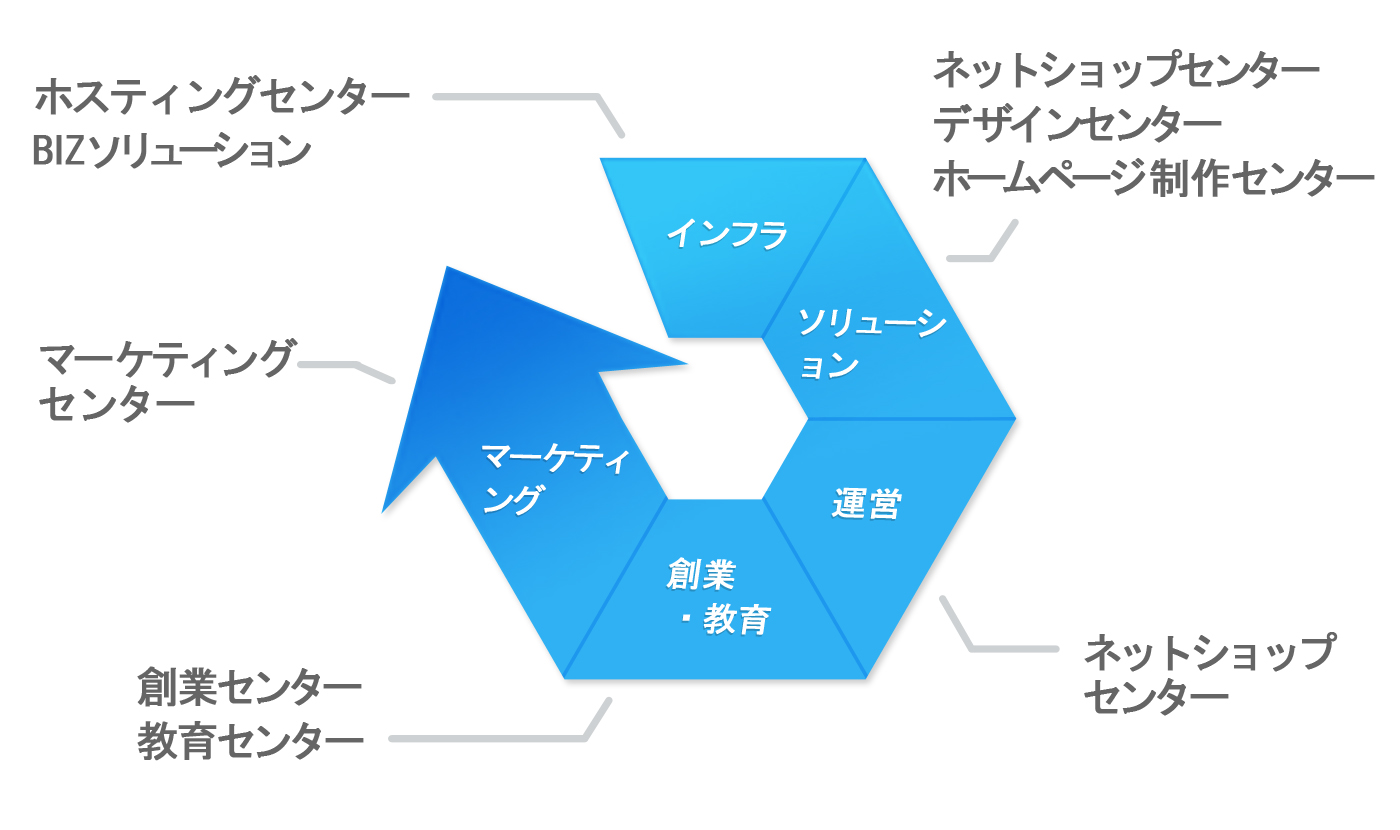 ホスティングセンター
BIZソリューション
ネットショップセンター
デザインセンター
ホームページ制作センター
インフラ
ソリューシ
ョン
マーケティング
センター
マーケティ
ング
運営
創業
・教育
ネットショップ
センター
創業センター
教育センター